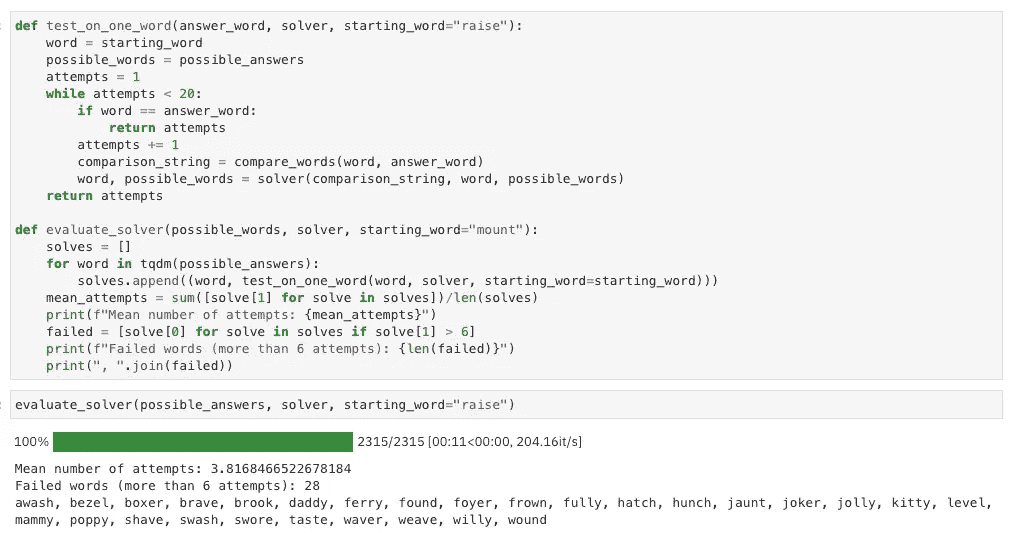 def test_on_one_word(answer_word, solver, starting_word="raise"):
    word = starting_word
    possible_words = possible_answers
    attempts = 1
    while attempts < 20:
        if word == answer_word:
            return attempts
        attempts += 1
        comparison_string = compare_words(word, answer_word)
        word, possible_words = solver(comparison_string, word, possible_words)
    return attempts

def evaluate_solver(possible_words, solver, starting_word="mount"):
    solves = []
    for word in tqdm(possible_answers):
        solves.append((word, test_on_one_word(word, solver, starting_word=starting_word)))
    mean_attempts = sum([solve[1] for solve in solves])/len(solves)
    print(f"Mean number of attempts: {mean_attempts}")
    failed = [solve[0] for solve in solves if solve[1] > 6]
    print(f"Failed words (more than 6 attempts): {len(failed)}")
    print(", ".join(failed))
evaluate_solver(possible_answers, solver, starting_word="raise")
100% 2315/2315 [00:11<00:00, 204.16it/s]
Mean number of attempts: 3.8168466522678184
Failed words (more than 6 attempts): 28
awash, bezel, boxer, brave, brook, daddy, ferry, found, foyer, frown, fully, hatch, hunch, jaunt, joker, jolly, kitty, level,
mammy, poppy, shave, swash, swore, taste, waver, weave, willy, wound